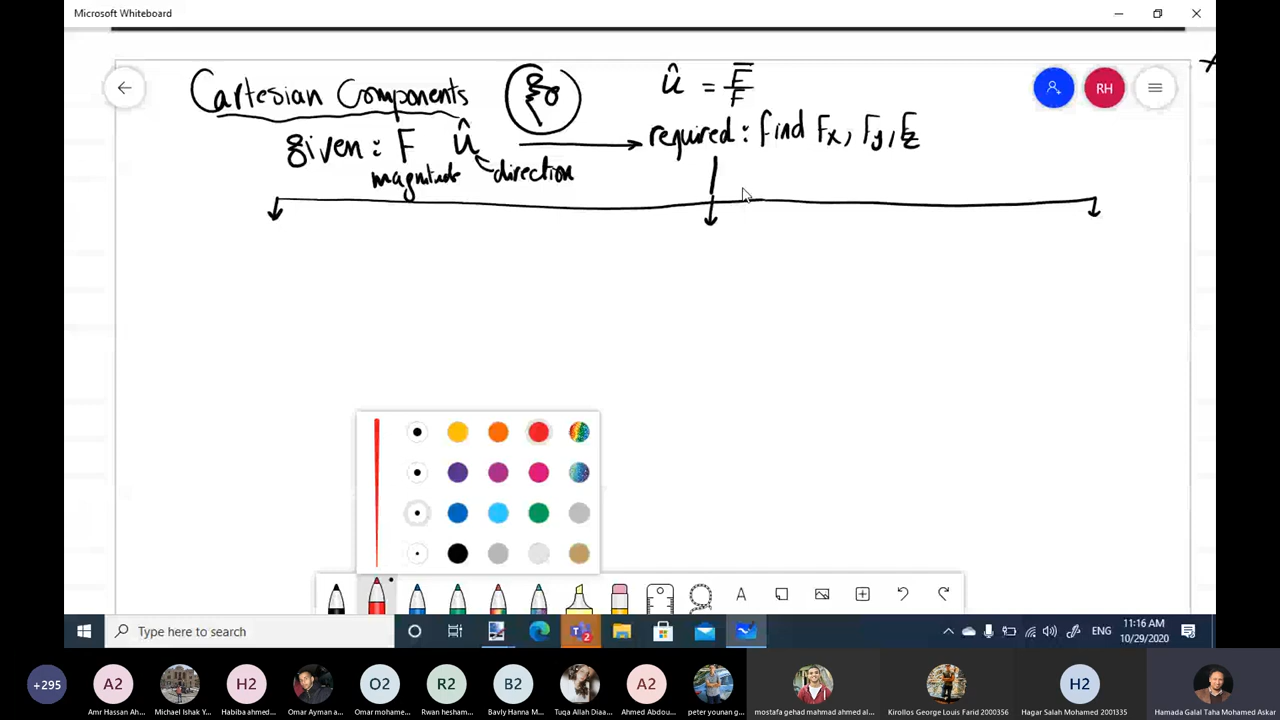 Microsoft Whiteboard
Cartesian Components
û = F̅/F
given : F û
required : find Fx, Fy, Fz
magnitude
direction
RH
A
Type here to search
2
ENG
11:16 AM
10/29/2020
+295
A2
H2
O2
R2
B2
A2
H2
Amr Hassan Ah...
Michael Ishak Y...
Habiba ahmed...
Omar Ayman a...
Omar mohame...
Rwan hesham...
Bavly Hanna M...
Tuqa Allah Diaa...
Ahmed Abdou...
peter younan g...
mostafa gehad mahmad ahmed al...
Kirollos George Louis Farid 2000356
Hagar Salah Mohamed 2001335
Hamada Galal Taha Mohamed Askar